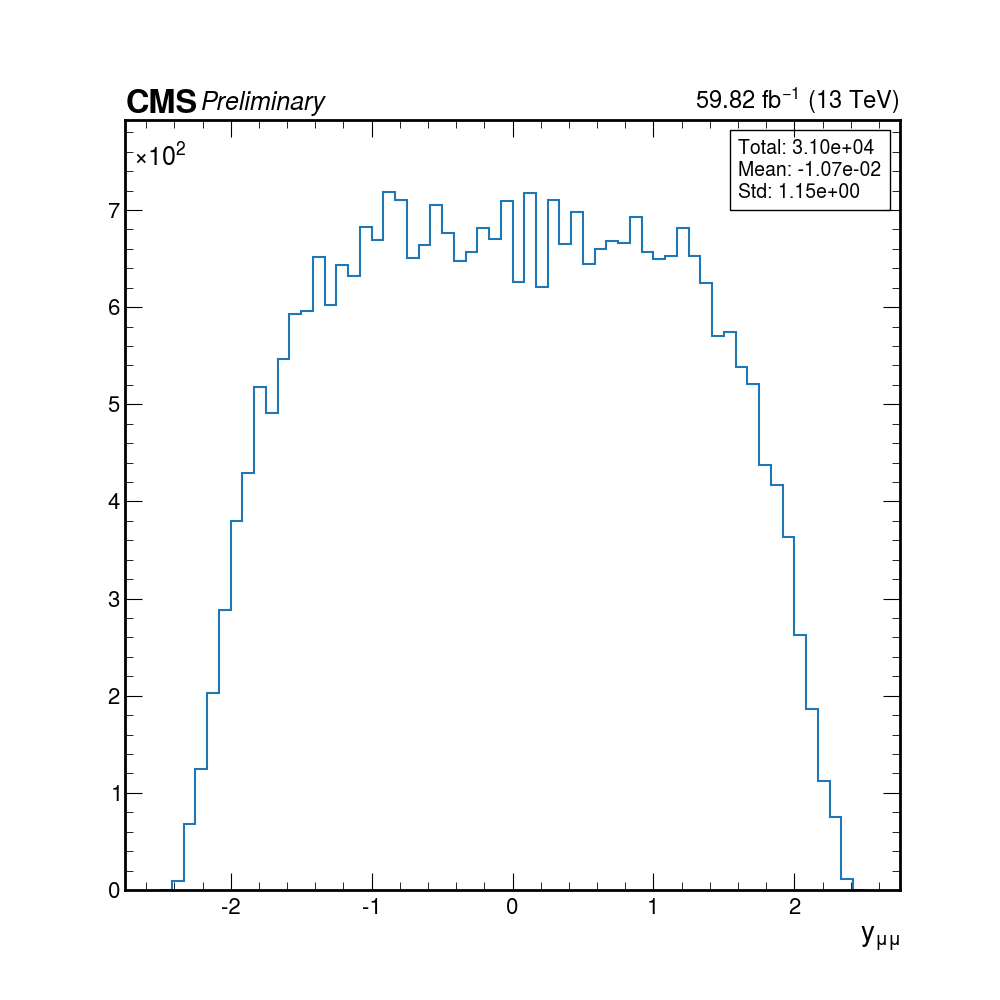 CMS Preliminary
59.82 fb⁻¹ (13 TeV)
×10²
Total: 3.10e+04
Mean: -1.07e-02
Std: 1.15e+00
7
6
5
4
3
2
1
0
-2 -1 0 1 2
y_μμ